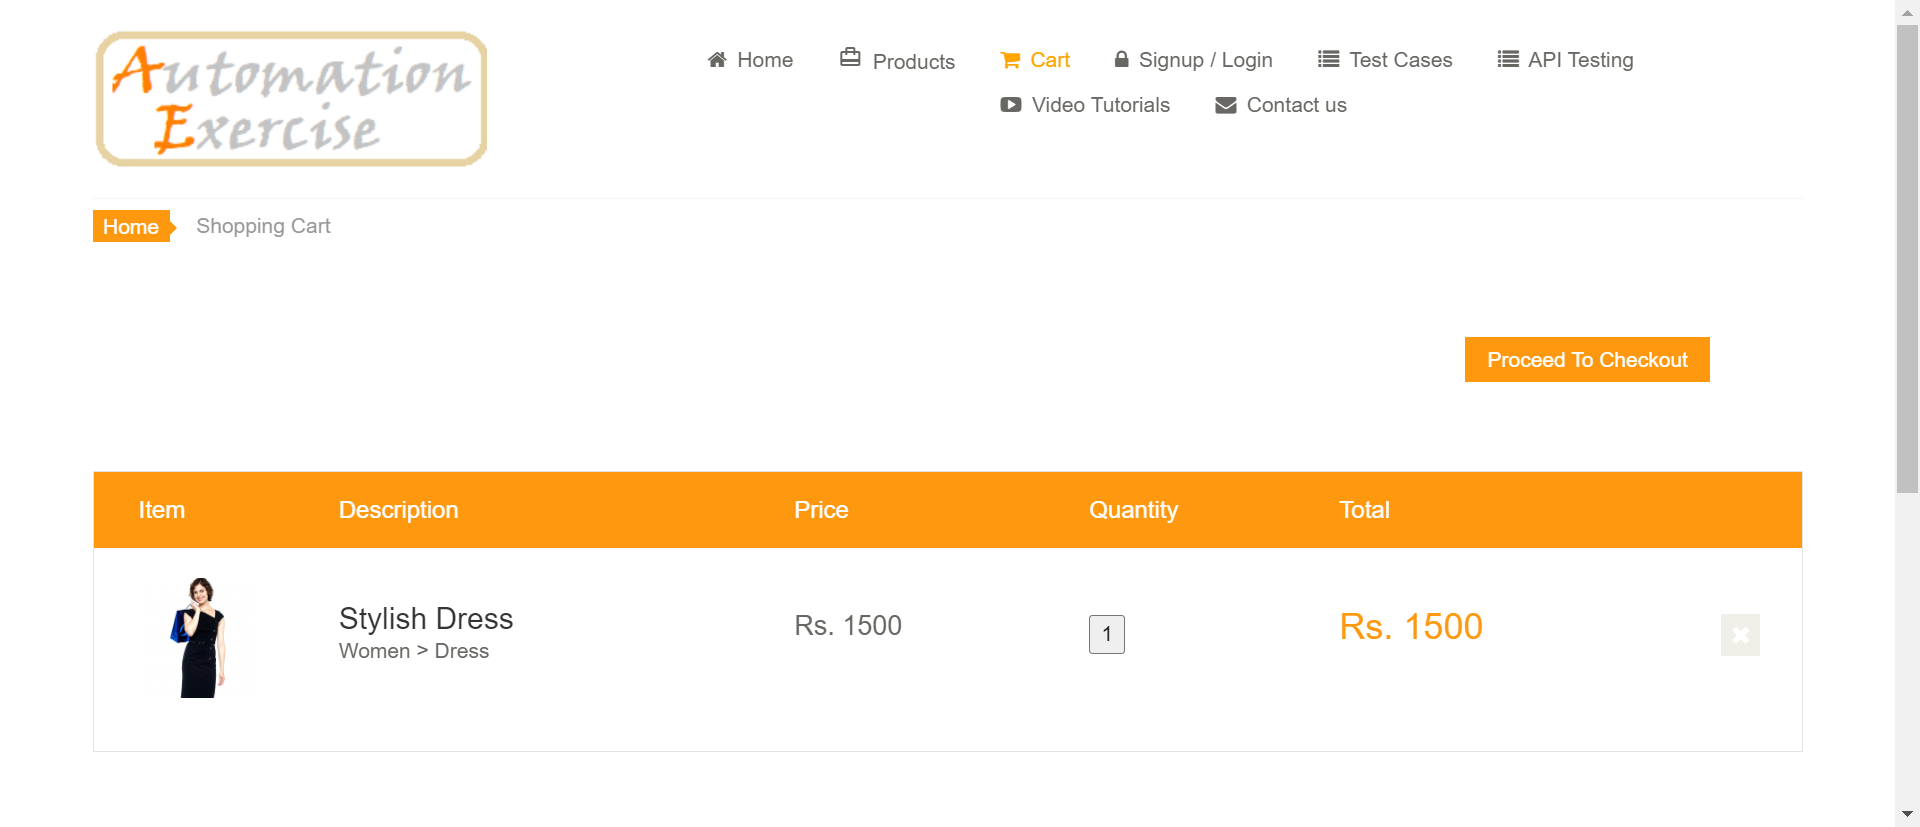 Automation
Exercise
Home Products Cart Signup / Login Test Cases API Testing
Video Tutorials Contact us
Home Shopping Cart
Proceed To Checkout
Item Description Price Quantity Total
Stylish Dress Rs. 1500 1 Rs. 1500
Women > Dress